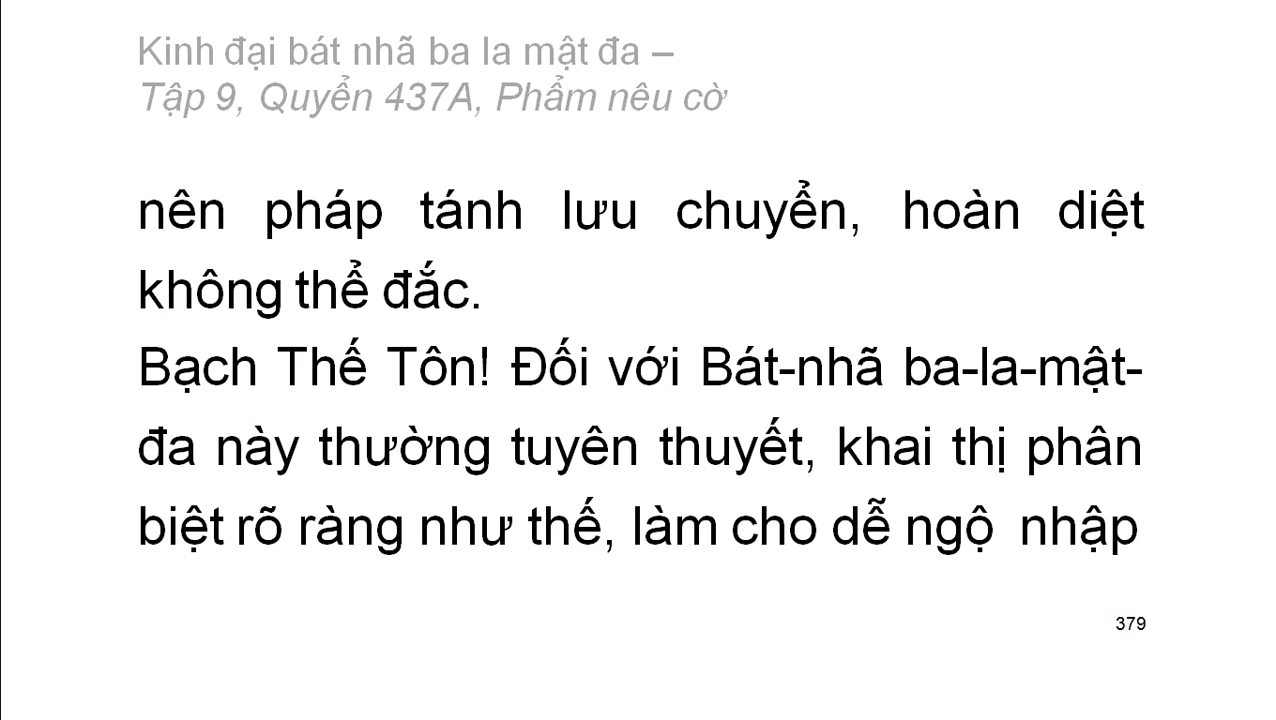 Kinh đại bát nhã ba la mật đa –
Tập 9, Quyển 437A, Phẩm nêu cờ
nên pháp tánh lưu chuyển, hoàn diệt
không thể đắc.
Bạch Thế Tôn! Đối với Bát-nhã ba-la-mật-
đa này thường tuyên thuyết, khai thị phân
biệt rõ ràng như thế, làm cho dễ ngộ nhập
379